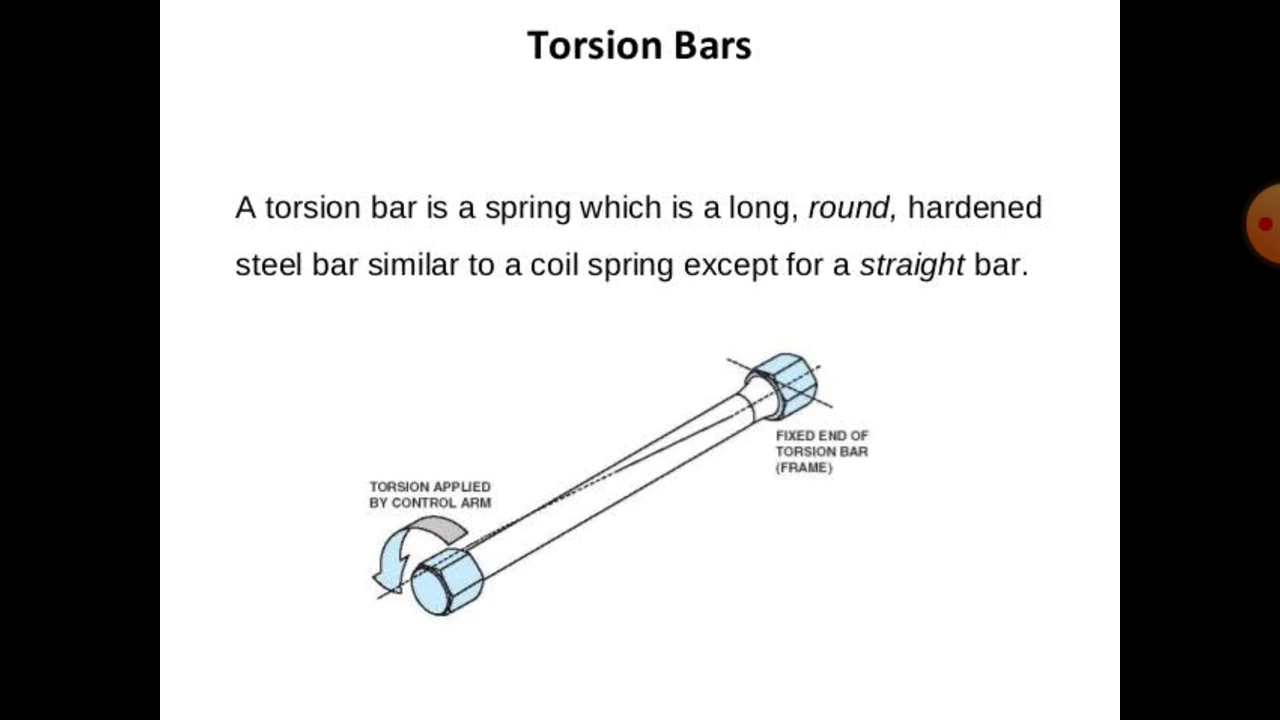 Torsion Bars
A torsion bar is a spring which is a long, round, hardened
steel bar similar to a coil spring except for a straight bar.
FIXED END OF
TORSION BAR
(FRAME)
TORSION APPLIED
BY CONTROL ARM